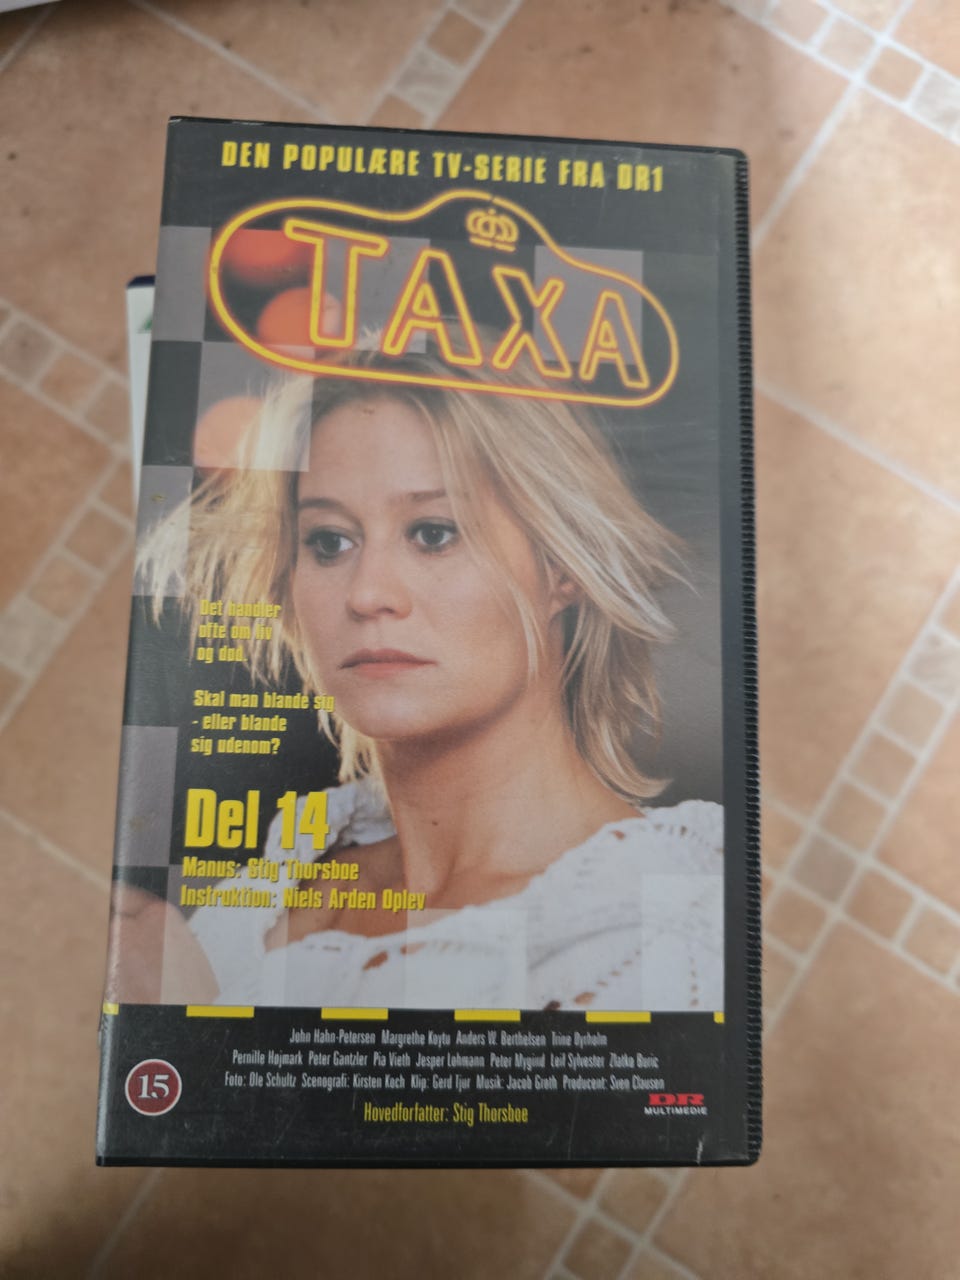 DEN POPULÆRE TV-SERIE FRA DR1
TAXA
Det handler
ofte om liv
og død.
Skal man blande sig
- eller blande
sig udenom?
Del 14
Manus: Stig Thorsboe
Instruktion: Niels Arden Oplev
John Hahn-Petersen Margrethe Koytu Anders W. Berthelsen Trine Dyrholm
Pernille Højmark Peter Gantzler Pia Vieth Jesper Lohmann Peter Mygind Leif Sylvester Zlatko Buric
Foto: Ole Schultz Scenografi: Kirsten Koch Klip: Gerd Tjur Musik: Jacob Groth Producent: Sven Clausen
15
Hovedforfatter: Stig Thorsboe
DR
MULTIMEDIE